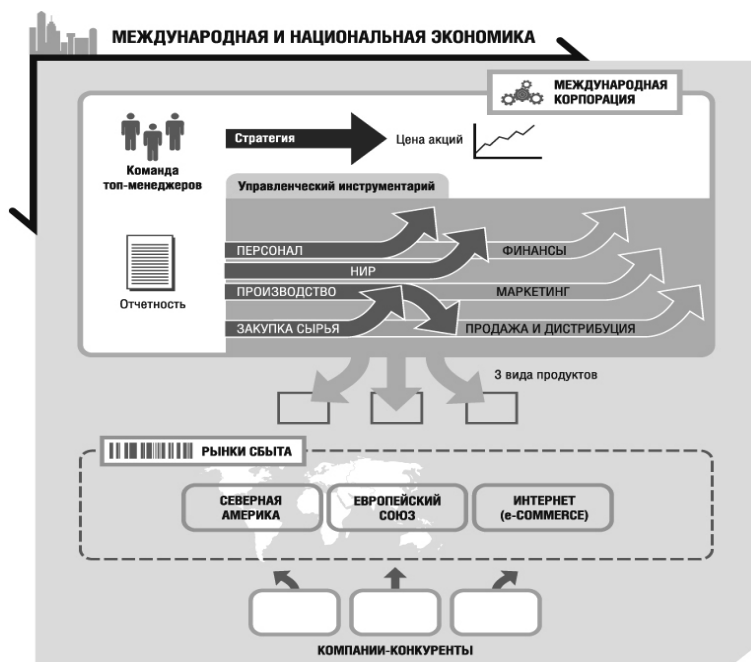 МЕЖДУНАРОДНАЯ И НАЦИОНАЛЬНАЯ ЭКОНОМИКА
МЕЖДУНАРОДНАЯ
КОРПОРАЦИЯ
Стратегия
Цена акций
Команда
топ-менеджеров
Управленческий инструментарий
ПЕРСОНАЛ
ФИНАНСЫ
НИР
ПРОИЗВОДСТВО
МАРКЕТИНГ
Отчетность
ЗАКУПКА СЫРЬЯ
ПРОДАЖА И ДИСТРИБУЦИЯ
3 вида продуктов
РЫНКИ СБЫТА
СЕВЕРНАЯ
АМЕРИКА
ЕВРОПЕЙСКИЙ
СОЮЗ
ИНТЕРНЕТ
(e-COMMERCE)
КОМПАНИИ-КОНКУРЕНТЫ